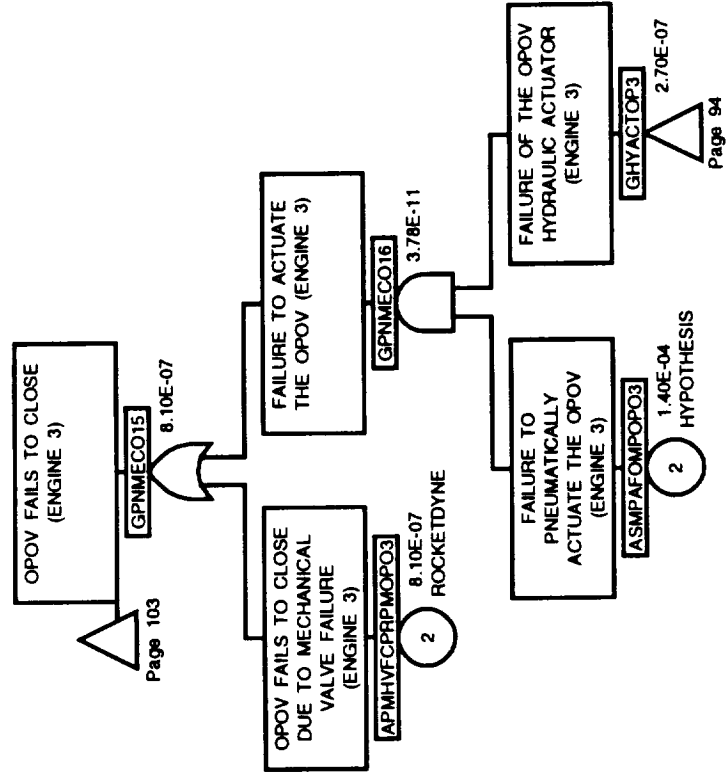 OPOV FAILS TO CLOSE
(ENGINE 3)
GPNMECO15
8.10E-07
Page 103
OPOV FAILS TO CLOSE
DUE TO MECHANICAL
VALVE FAILURE
(ENGINE 3)
APMHVFCPRPMOPO3
8.10E-07
ROCKETDYNE
2
FAILURE TO ACTUATE
THE OPOV (ENGINE 3)
GPNMECO16
3.78E-11
FAILURE TO
PNEUMATICALLY
ACTUATE THE OPOV
(ENGINE 3)
ASMPAFOMPOPO3
1.40E-04
HYPOTHESIS
2
FAILURE OF THE OPOV
HYDRAULIC ACTUATOR
(ENGINE 3)
GHYACTOP3
2.70E-07
Page 94